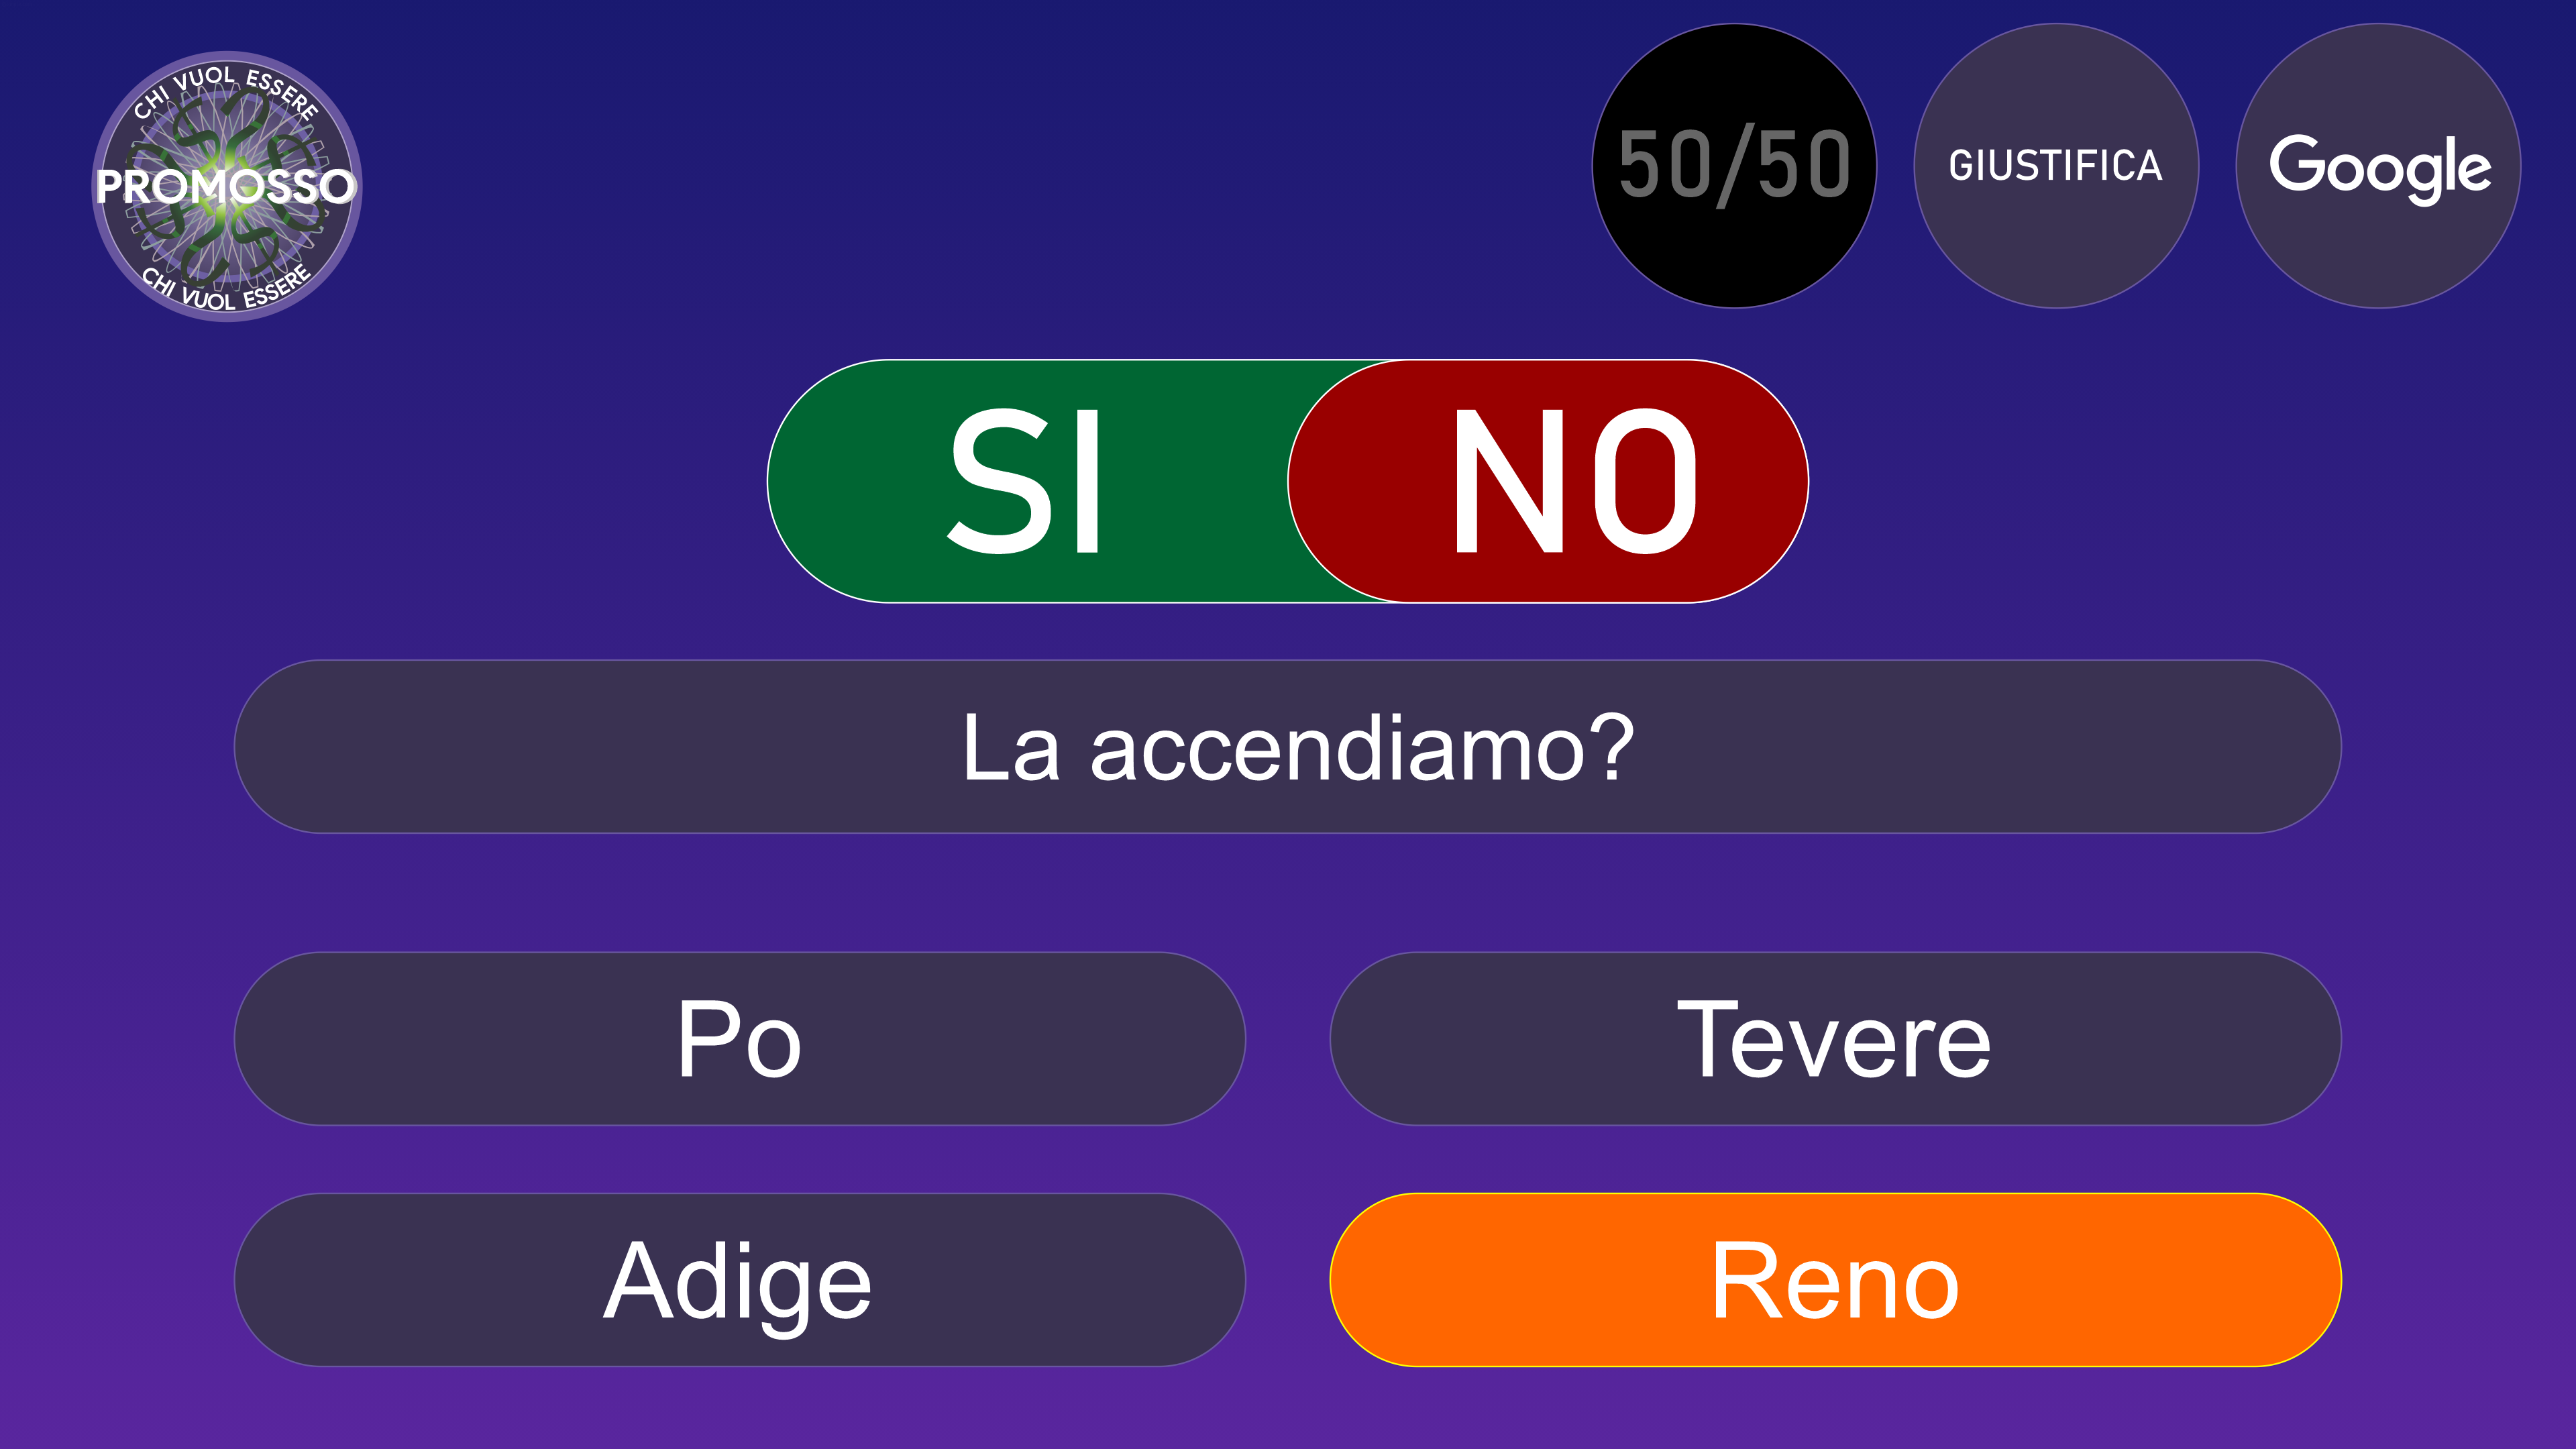 CHI VUOL ESSERE
PROMOSSO
CHI VUOL ESSERE
50/50
GIUSTIFICA
Google
SI
NO
La accendiamo?
Po
Tevere
Adige
Reno